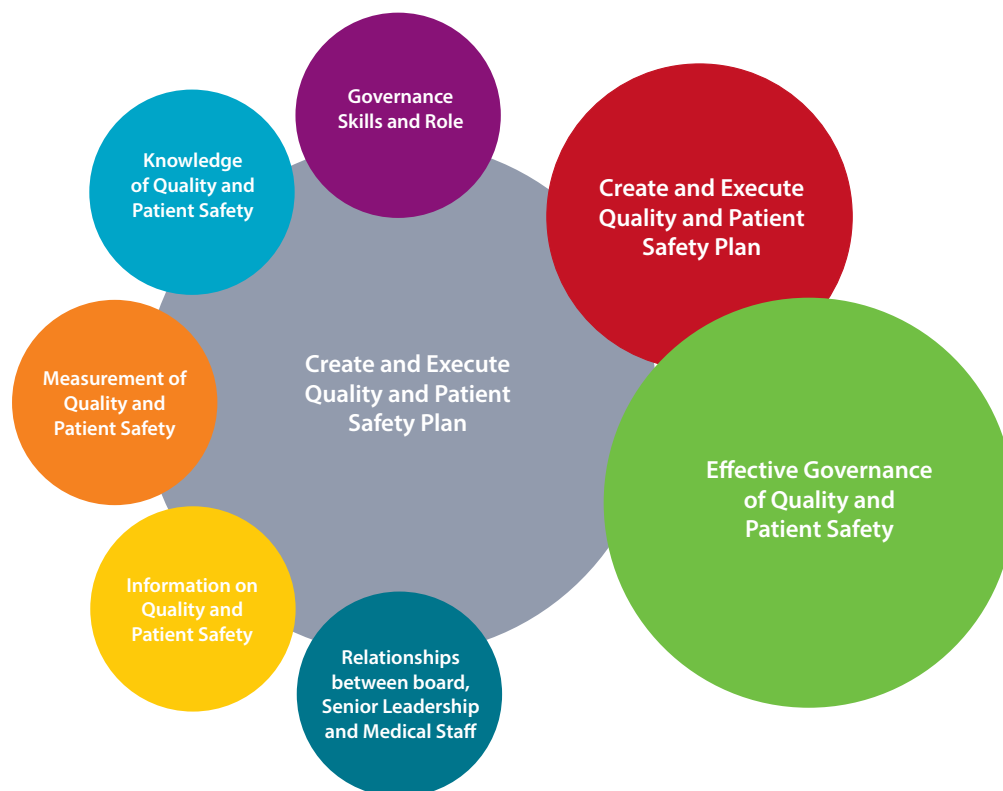 Governance
Skills and Role
Knowledge
of Quality and
Patient Safety
Create and Execute
Quality and Patient
Safety Plan
Create and Execute
Quality and Patient
Safety Plan
Measurement of
Quality and
Patient Safety
Effective Governance
of Quality and
Patient Safety
Information on
Quality and
Patient Safety
Relationships
between board,
Senior Leadership
and Medical Staff